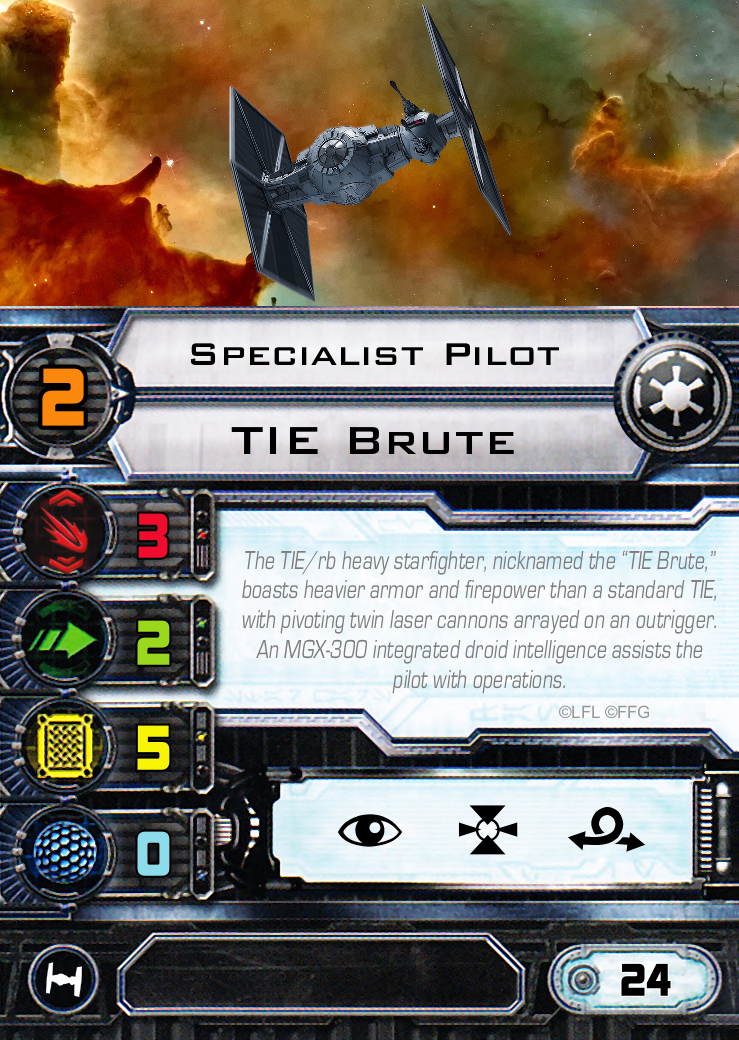 Specialist Pilot
2
TIE Brute
3
The TIE/rb heavy starfighter, nicknamed the “TIE Brute,”
boasts heavier armor and firepower than a standard TIE,
with pivoting twin laser cannons arrayed on an outrigger.
An MGX-300 integrated droid intelligence assists the
pilot with operations.
©LFL ©FFG
2
5
0
24